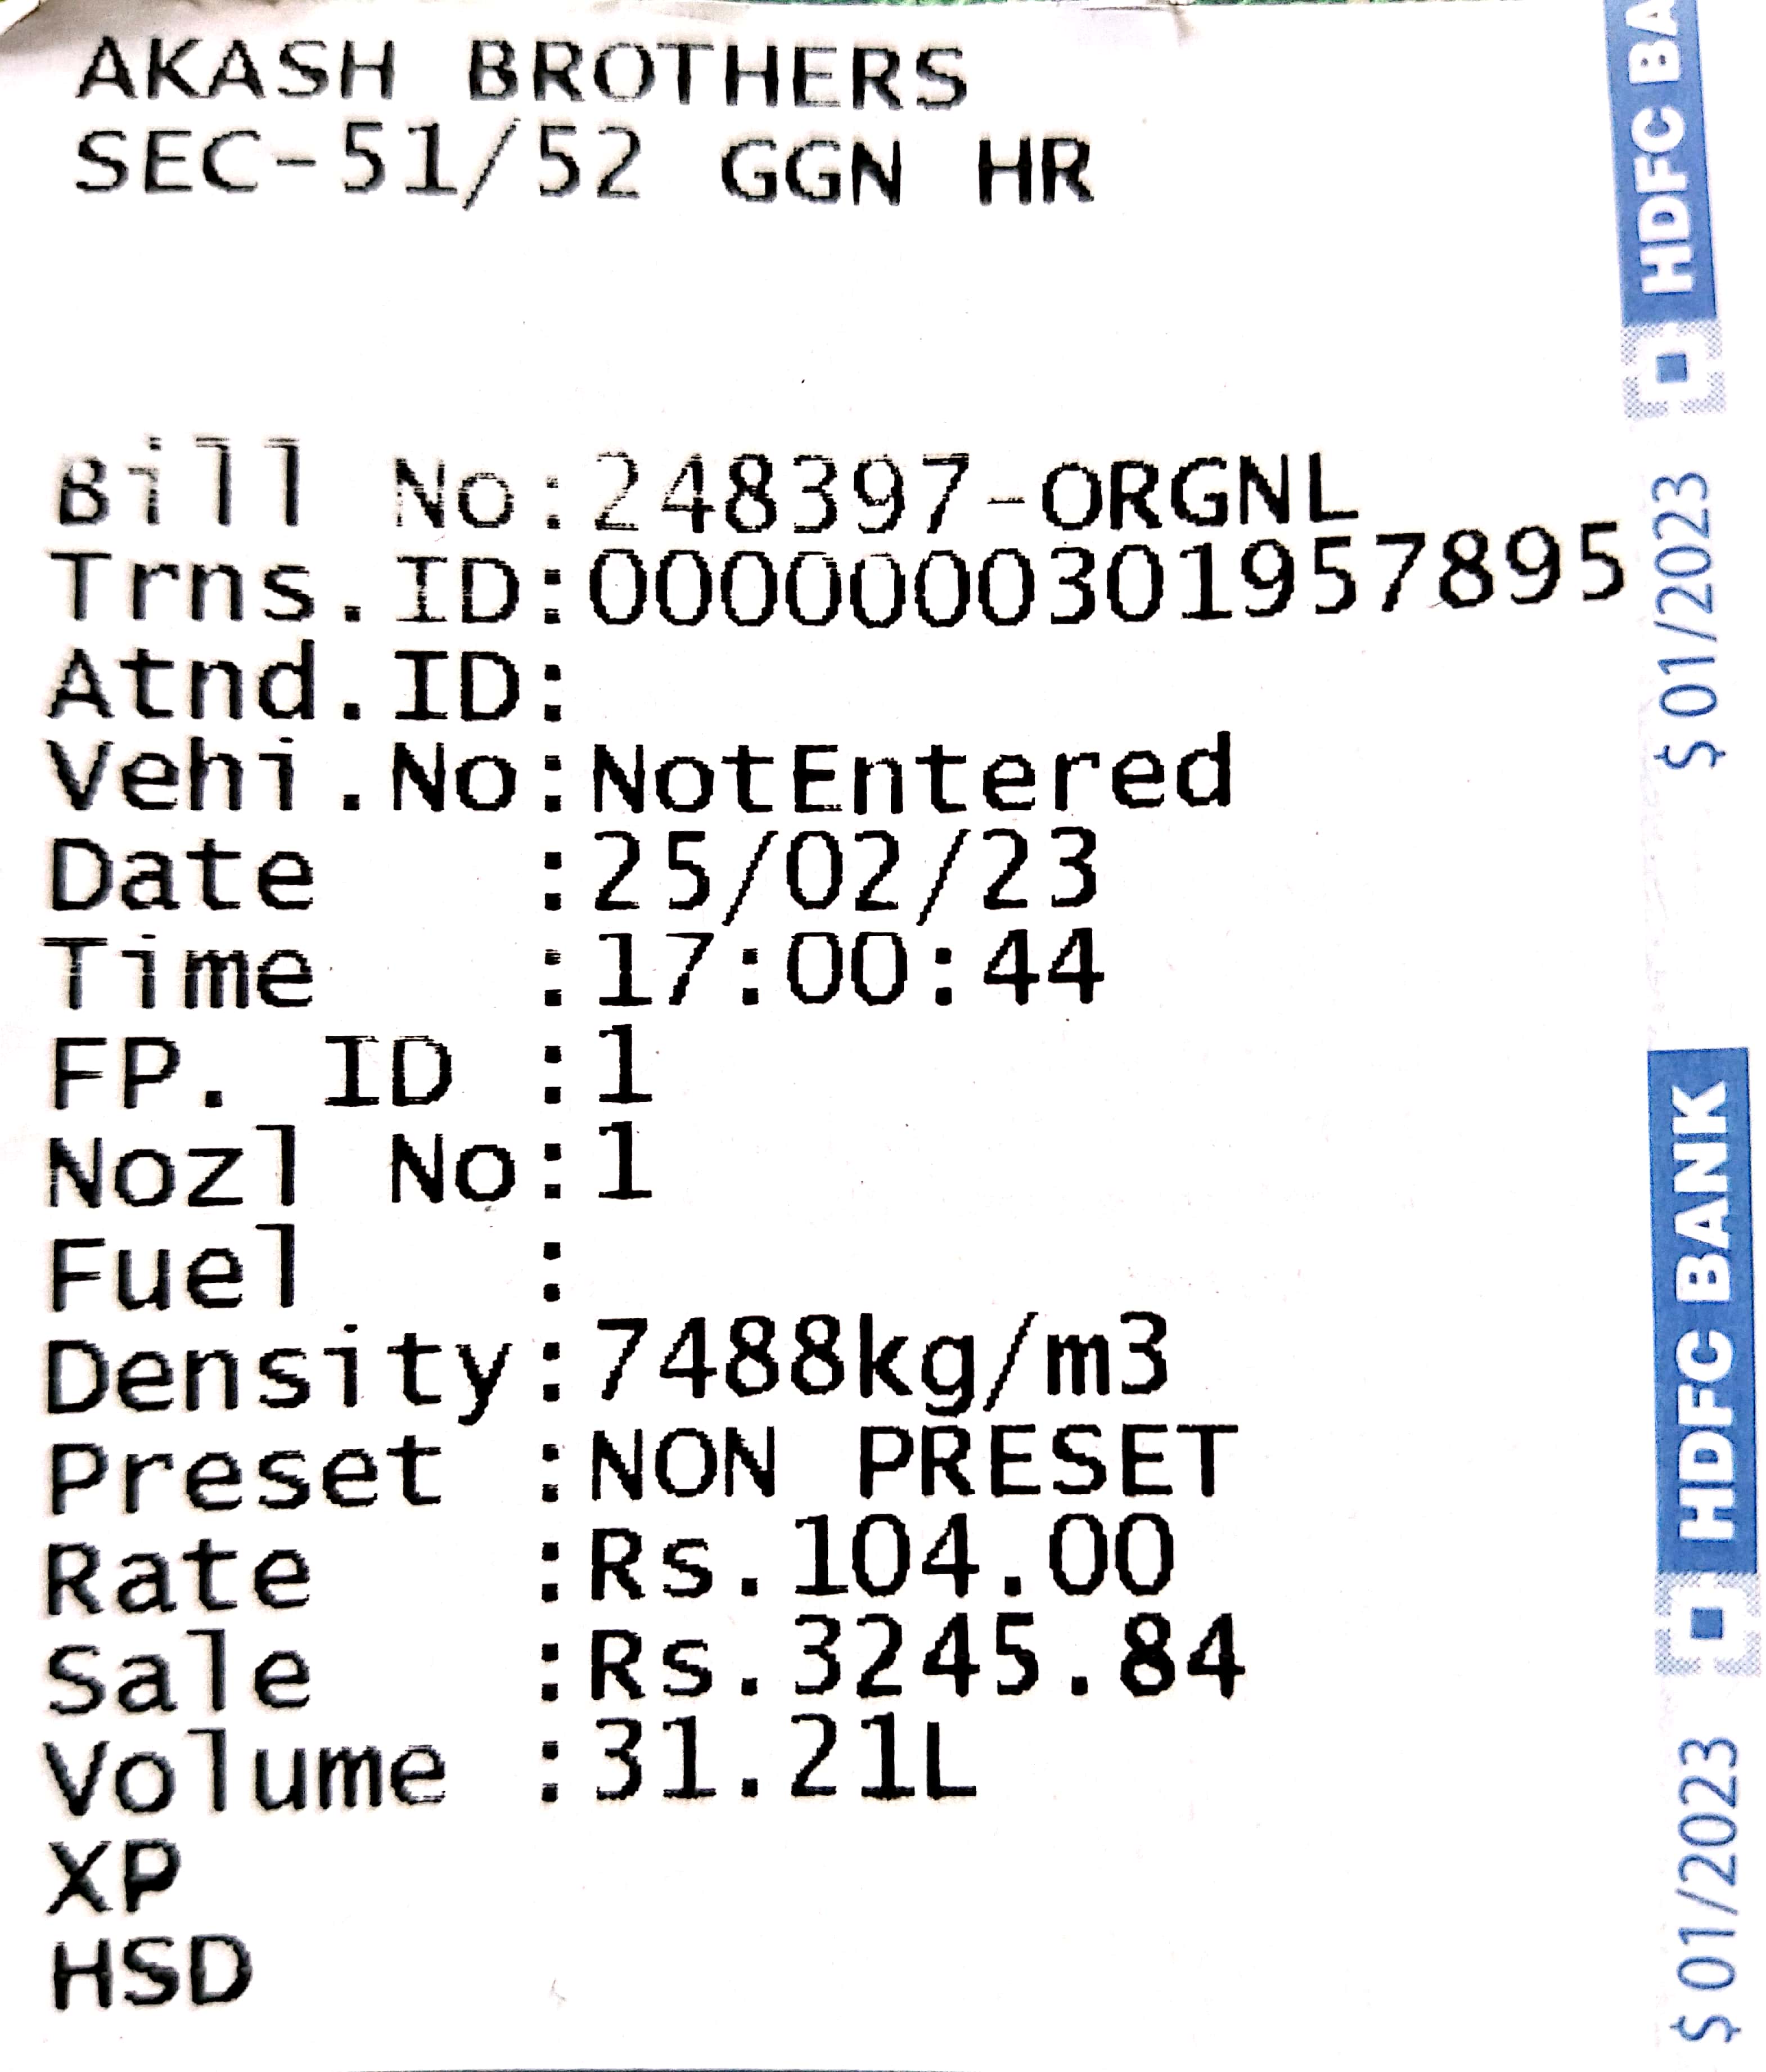 AKASH BROTHERS
SEC-51/52 GGN HR
Bill No:248397-ORGNL
Trns.ID:0000000301957895
Atnd.ID:
Vehi.No:NotEntered
Date :25/02/23
Time :17:00:44
FP. ID :1
Nozl No:1
Fuel :
Density:7488kg/m3
Preset :NON PRESET
Rate :Rs.104.00
Sale :Rs.3245.84
Volume :31.21L
XP
HSD
HDFC BA
$ 01/2023
HDFC BANK
$ 01/2023